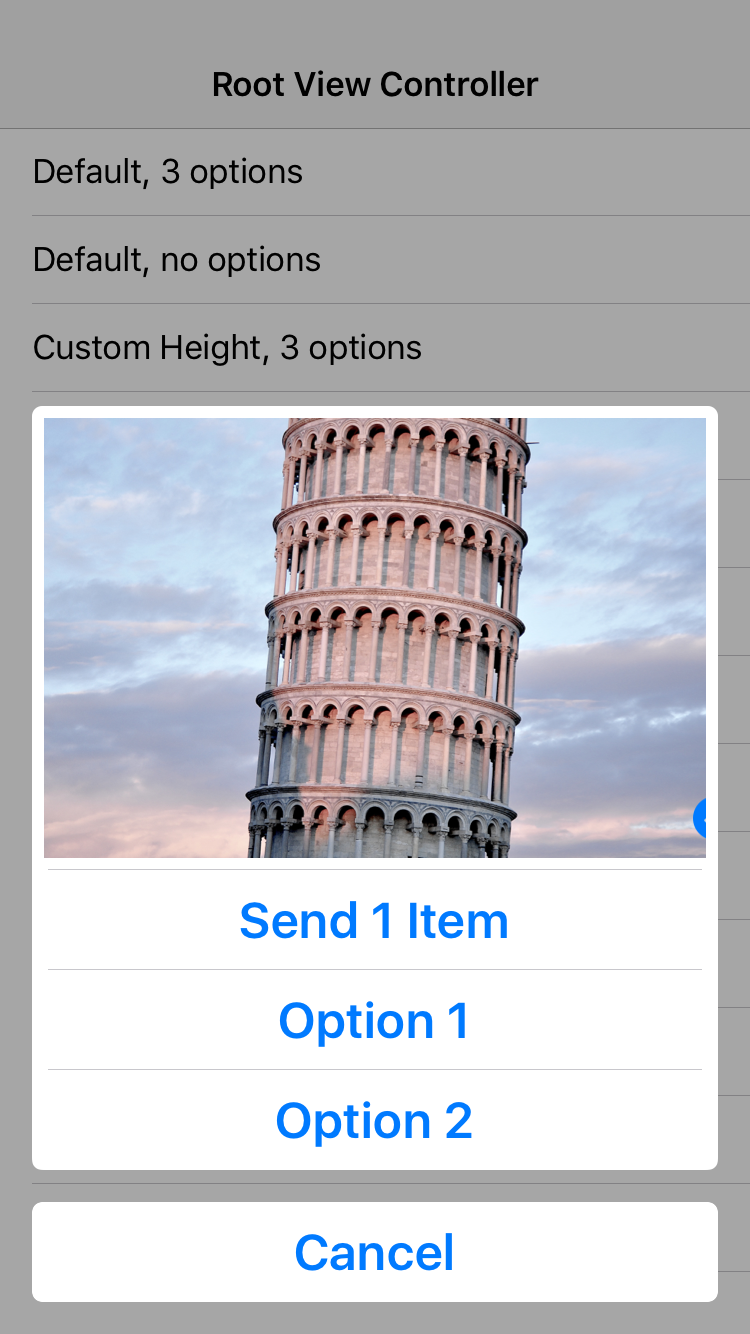 Root View Controller
Default, 3 options
Default, no options
Custom Height, 3 options
Send 1 Item
Option 1
Option 2
Cancel